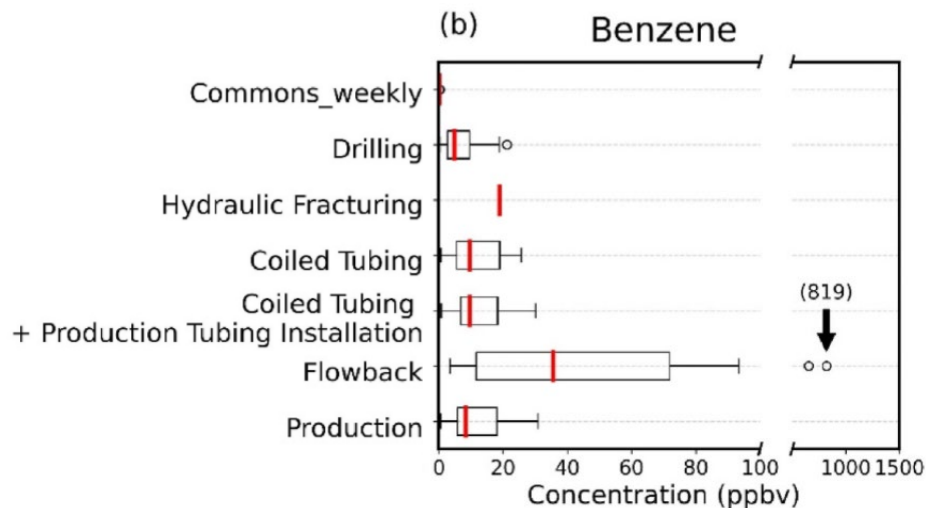 (b) Benzene
Commons_weekly
Drilling
Hydraulic Fracturing
Coiled Tubing
Coiled Tubing
+ Production Tubing Installation
(819)
Flowback
Production
0 20 40 60 80 100 1000 1500
Concentration (ppbv)